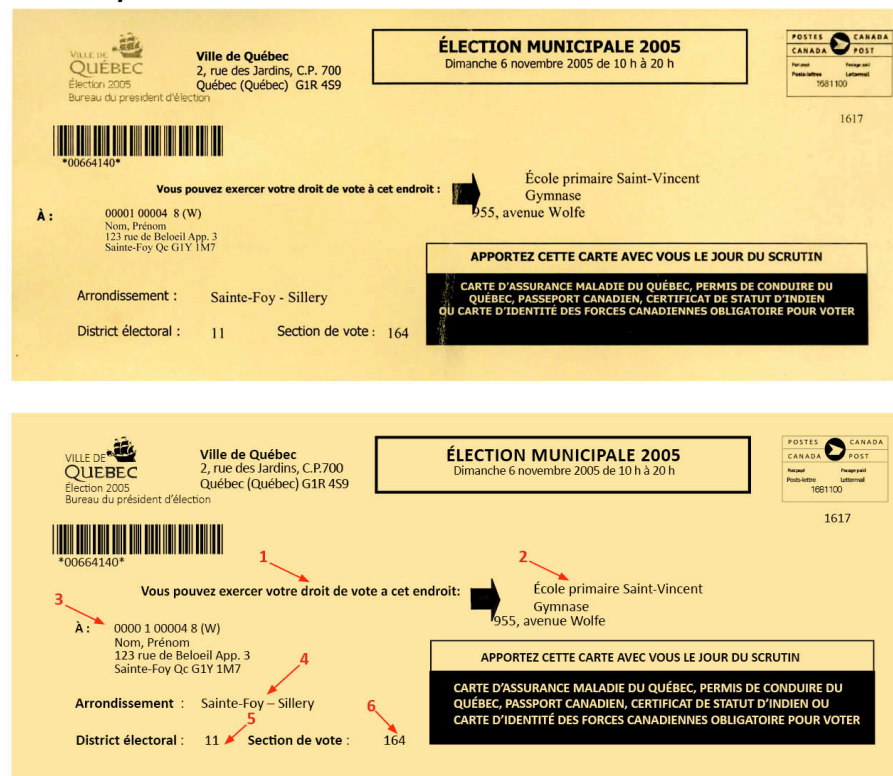 VILLE DE
QUÉBEC
Élection 2005
Bureau du president d'élection
Ville de Québec
2, rue des Jardins, C.P. 700
Québec (Québec) G1R 4S9
ÉLECTION MUNICIPALE 2005
Dimanche 6 novembre 2005 de 10 h à 20 h
POSTES CANADA
CANADA POST
Port payé Postage paid
Poste-lettres Lettermail
1681100
1617
*00664140*
Vous pouvez exercer votre droit de vote à cet endroit :
École primaire Saint-Vincent
Gymnase
955, avenue Wolfe
À :
00001 00004 8 (W)
Nom, Prénom
123 rue de Beloeil App. 3
Sainte-Foy Qc G1Y 1M7
APPORTEZ CETTE CARTE AVEC VOUS LE JOUR DU SCRUTIN
CARTE D'ASSURANCE MALADIE DU QUÉBEC, PERMIS DE CONDUIRE DU
QUÉBEC, PASSEPORT CANADIEN, CERTIFICAT DE STATUT D'INDIEN
OU CARTE D'IDENTITÉ DES FORCES CANADIENNES OBLIGATOIRE POUR VOTER
Arrondissement : Sainte-Foy - Sillery
District électoral : 11 Section de vote : 164
VILLE DE
QUEBEC
Élection 2005
Bureau du président d'élection
Ville de Québec
2, rue des Jardins, C.P.700
Québec (Québec) G1R 4S9
ÉLECTION MUNICIPALE 2005
Dimanche 6 novembre 2005 de 10 h à 20 h
POSTES CANADA
CANADA POST
Posts-lettre Lettermail
1681100
1617
*00664140*
1
2
Vous pouvez exercer votre droit de vote a cet endroit:
École primaire Saint-Vincent
Gymnase
955, avenue Wolfe
3
À : 0000 1 00004 8 (W)
Nom, Prénom
123 rue de Beloeil App. 3
Sainte-Foy Qc G1Y 1M7
4
APPORTEZ CETTE CARTE AVEC VOUS LE JOUR DU SCRUTIN
CARTE D'ASSURANCE MALADIE DU QUÉBEC, PERMIS DE CONDUIRE DU
QUÉBEC, PASSPORT CANADIEN, CERTIFICAT DE STATUT D'INDIEN OU
CARTE D'IDENTITÉ DES FORCES CANADIENNES OBLIGATOIRE POUR VOTER
Arrondissement : Sainte-Foy – Sillery
5
6
District électoral : 11 Section de vote : 164